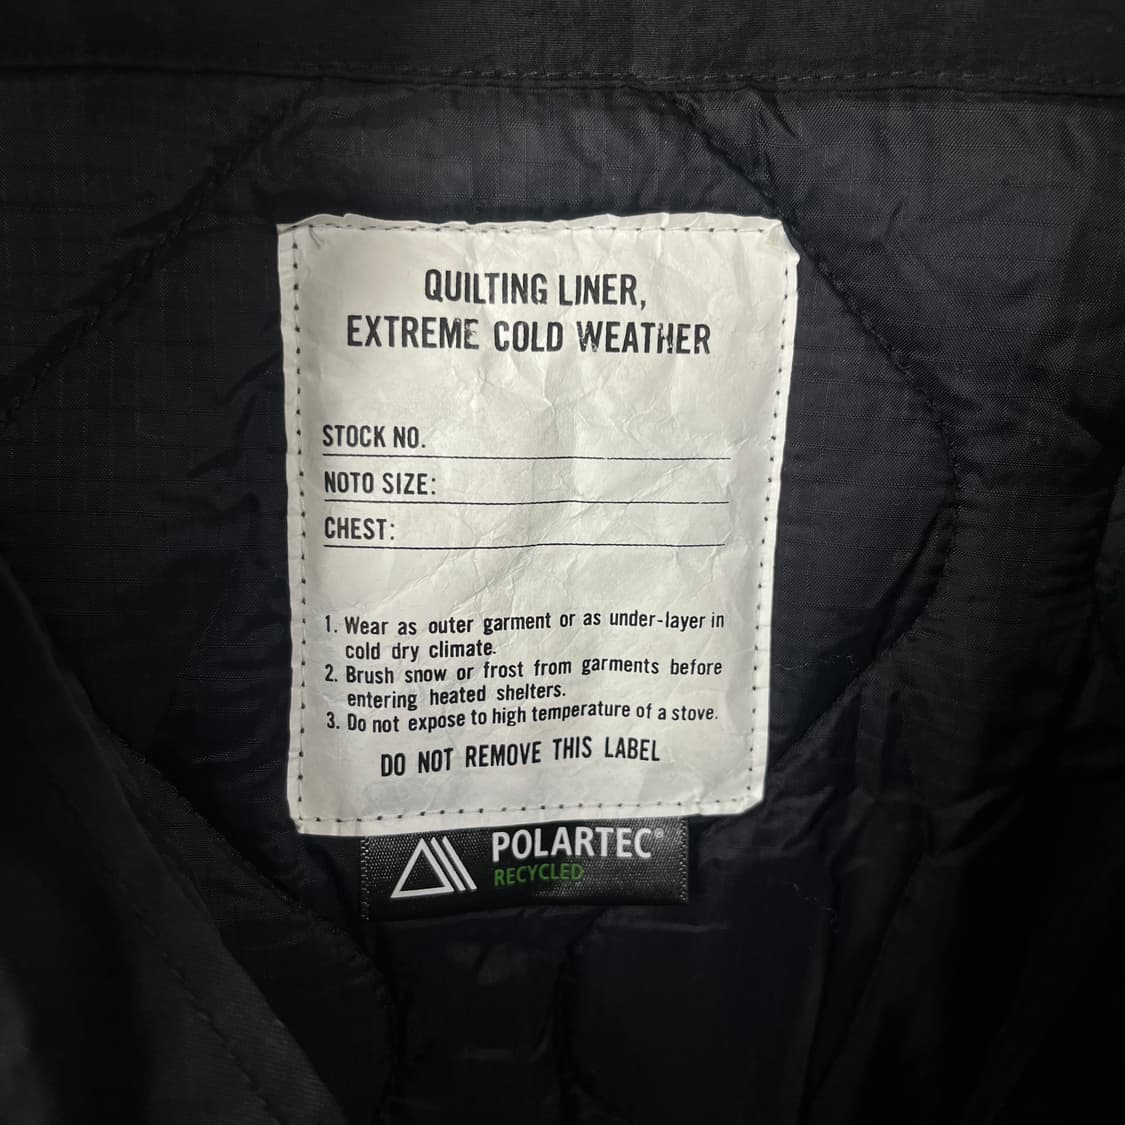 QUILTING LINER,
EXTREME COLD WEATHER
STOCK NO.
NOTO SIZE:
CHEST:
1. Wear as outer garment or as under-layer in
cold dry climate.
2. Brush snow or frost from garments before
entering heated shelters.
3. Do not expose to high temperature of a stove.
DO NOT REMOVE THIS LABEL
POLARTEC®
RECYCLED